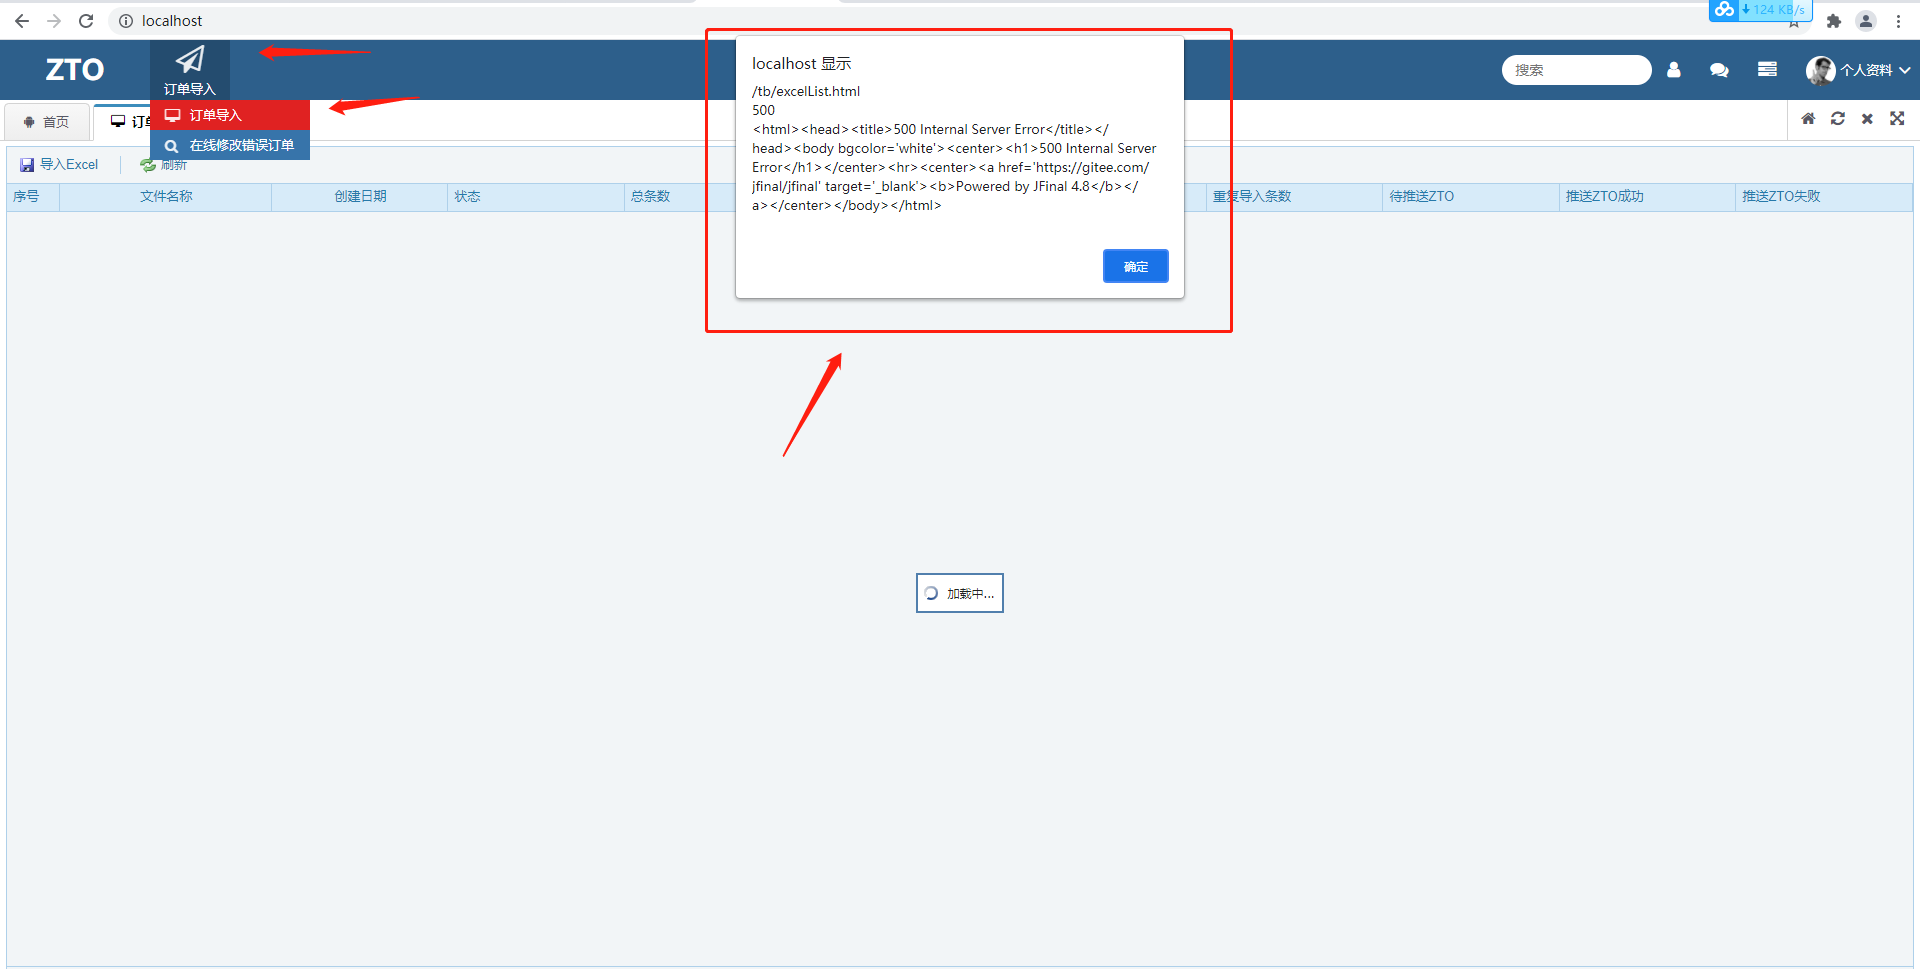 localhost
124 KB/s
ZTO
订单导入
搜索
个人资料
首页
订单导入
在线修改错误订单
导入Excel
刷新
序号
文件名称
创建日期
状态
总条数
重复导入条数
待推送ZTO
推送ZTO成功
推送ZTO失败
localhost 显示
/tb/excelList.html
500
<html><head><title>500 Internal Server Error</title></
head><body bgcolor='white'><center><h1>500 Internal Server
Error</h1></center><hr><center><a href='https://gitee.com/
jfinal/jfinal' target='_blank'><b>Powered by JFinal 4.8</b></
a></center></body></html>
确定
加载中...